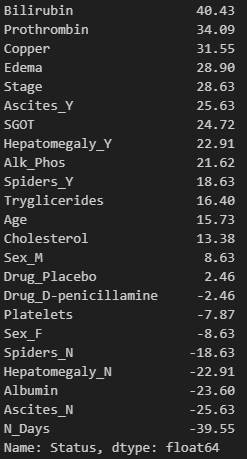 Bilirubin 40.43
Prothrombin 34.09
Copper 31.55
Edema 28.90
Stage 28.63
Ascites_Y 25.63
SGOT 24.72
Hepatomegaly_Y 22.91
Alk_Phos 21.62
Spiders_Y 18.63
Tryglicerides 16.40
Age 15.73
Cholesterol 13.38
Sex_M 8.63
Drug_Placebo 2.46
Drug_D-penicillamine -2.46
Platelets -7.87
Sex_F -8.63
Spiders_N -18.63
Hepatomegaly_N -22.91
Albumin -23.60
Ascites_N -25.63
N_Days -39.55
Name: Status, dtype: float64